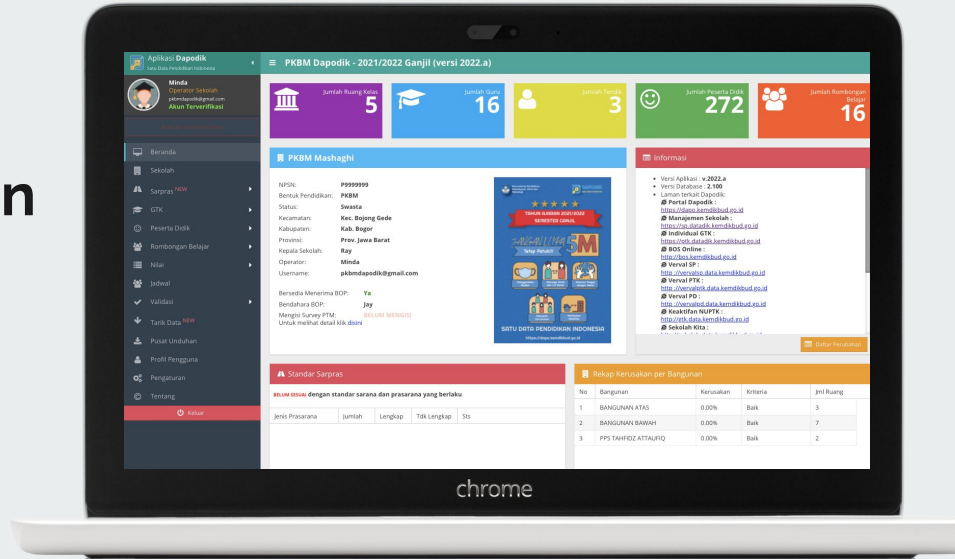 n
Aplikasi Dapodik
Satu Data Pendidikan Indonesia
PKBM Dapodik - 2021/2022 Ganjil (versi 2022.a)
Minda
Operator Sekolah
pkbmdapodik@gmail.com
Akun Terverifikasi
Beranda
Sekolah
Sarpras NEW
GTK
Peserta Didik
Rombongan Belajar
Nilai
Jadwal
Validasi
Tarik Data NEW
Pusat Unduhan
Profil Pengguna
Pengaturan
Tentang
Keluar
Jumlah Ruang Kelas
5
Jumlah Guru
16
Jumlah Tendik
3
Jumlah Peserta Didik
272
Jumlah Rombongan Belajar
16
PKBM Mashaghi
NPSN: P9999999
Bentuk Pendidikan: PKBM
Status: Swasta
Kecamatan: Kec. Bojong Gede
Kabupaten: Kab. Bogor
Provinsi: Prov. Jawa Barat
Kepala Sekolah: Ray
Operator: Minda
Username: pkbmdapodik@gmail.com
Bersedia Menerima BOP: Ya
Bendahara BOP: Jay
Mengisi Survey PTM: BELUM MENGISI
Untuk melihat detail klik disini
TAHUN AJARAN 2021/2022
SEMESTER GANJIL
5M
Tetap Patuhi!
SATU DATA PENDIDIKAN INDONESIA
https://dapo.kemdikbud.go.id
Informasi
Versi Aplikasi : v.2022.a
Versi Database : 2.100
Laman terkait Dapodik:
Portal Dapodik :
https://dapo.kemdikbud.go.id
Manajemen Sekolah :
https://sp.datadik.kemdikbud.go.id
Individual GTK :
https://gtk.datadik.kemdikbud.go.id
BOS Online :
http://bos.kemdikbud.go.id
Verval SP :
http://vervalsp.data.kemdikbud.go.id
Verval PTK :
http://vervalptk.data.kemdikbud.go.id
Verval PD :
http://vervalpd.data.kemdikbud.go.id
Keaktifan NUPTK :
http://gtk.data.kemdikbud.go.id
Sekolah Kita :
Daftar Perubahan
Standar Sarpras
BELUM SESUAI dengan standar sarana dan prasarana yang berlaku
Jenis Prasarana Jumlah Lengkap Tdk Lengkap Sts
Rekap Kerusakan per Bangunan
No Bangunan Kerusakan Kriteria Jml Ruang
1 BANGUNAN ATAS 0.00% Baik 3
2 BANGUNAN BAWAH 0.00% Baik 7
3 PPS TAHFIDZ ATTAUFIQ 0.00% Baik 2
chrome